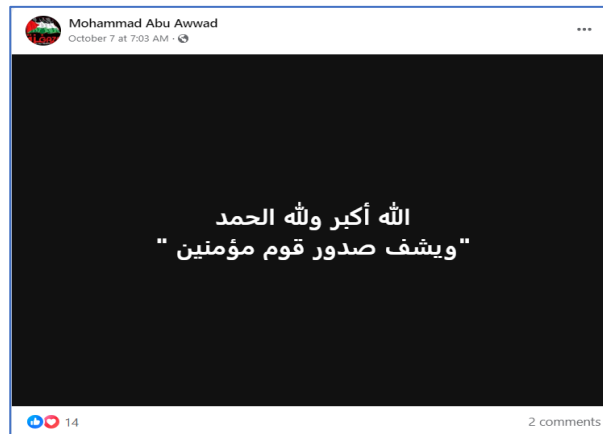 Mohammad Abu Awwad
October 7 at 7:03 AM ·
...
الله أكبر ولله الحمد
"ويشف صدور قوم مؤمنين "
14
2 comments